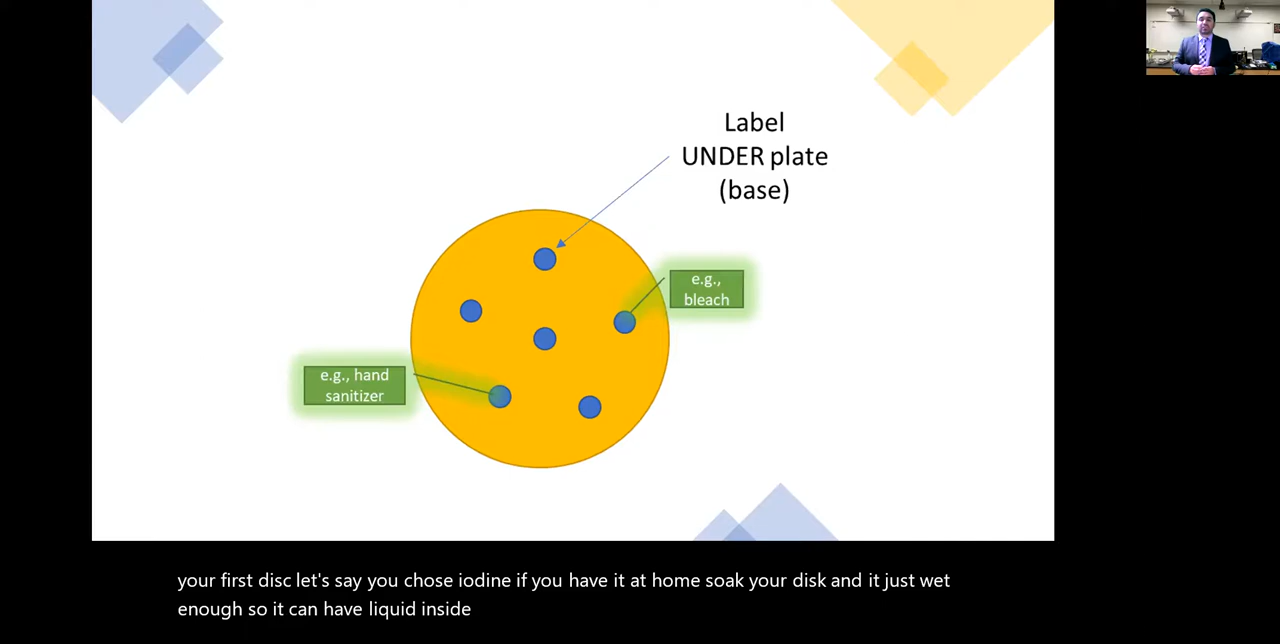 Label
UNDER plate
(base)
e.g.,
bleach
e.g., hand
sanitizer
your first disc let's say you chose iodine if you have it at home soak your disk and it just wet
enough so it can have liquid inside